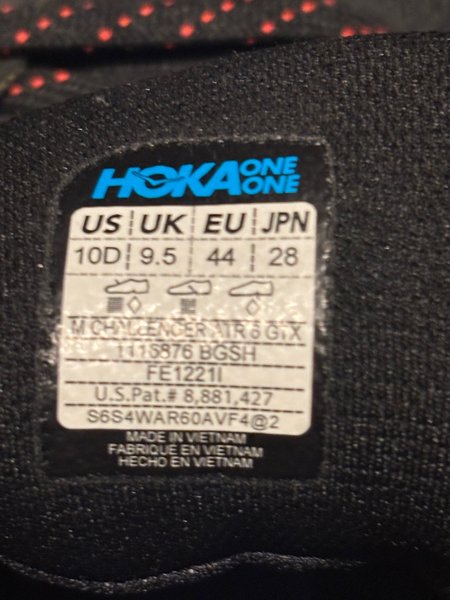 HOKA ONE ONE
US UK EU JPN
10D 9.5 44 28
M CHALLENGER ATR 6 GTX
1115876 BGSH
FE1221I
U.S.Pat.# 8,881,427
S6S4WAR60AVF4@2
MADE IN VIETNAM
FABRIQUE EN VIETNAM
HECHO EN VIETNAM